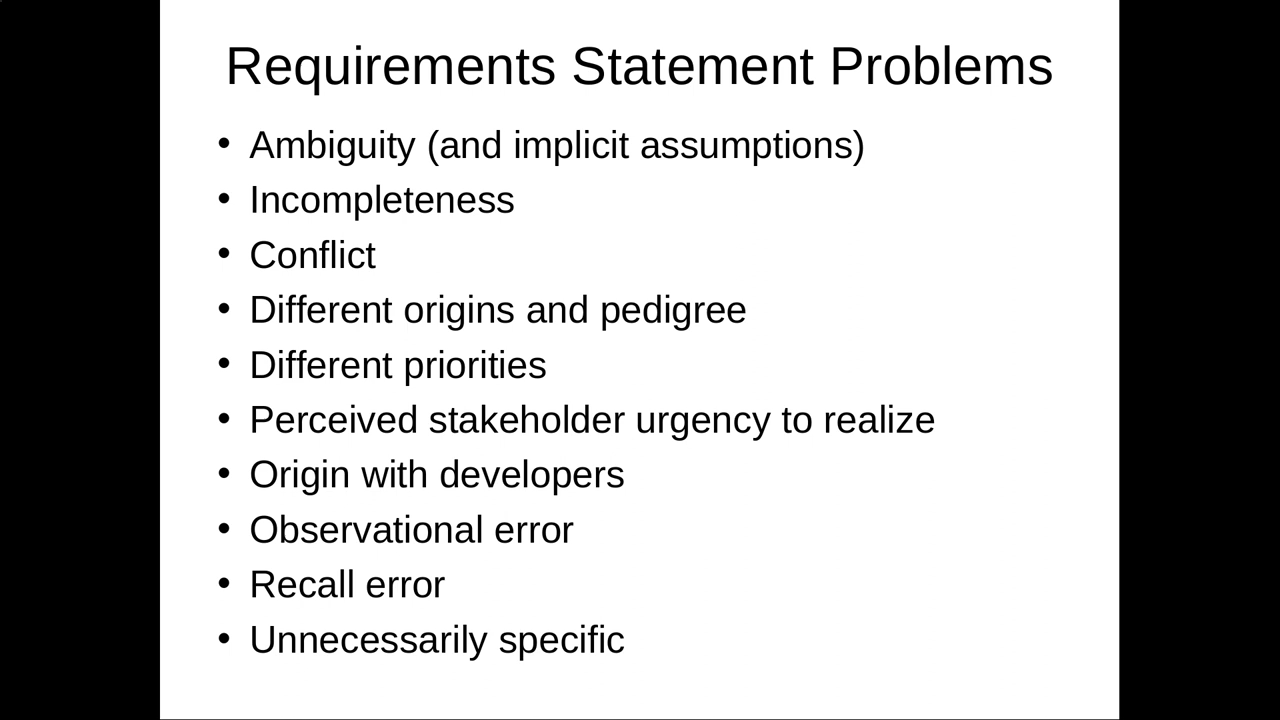 Requirements Statement Problems
• Ambiguity (and implicit assumptions)
• Incompleteness
• Conflict
• Different origins and pedigree
• Different priorities
• Perceived stakeholder urgency to realize
• Origin with developers
• Observational error
• Recall error
• Unnecessarily specific